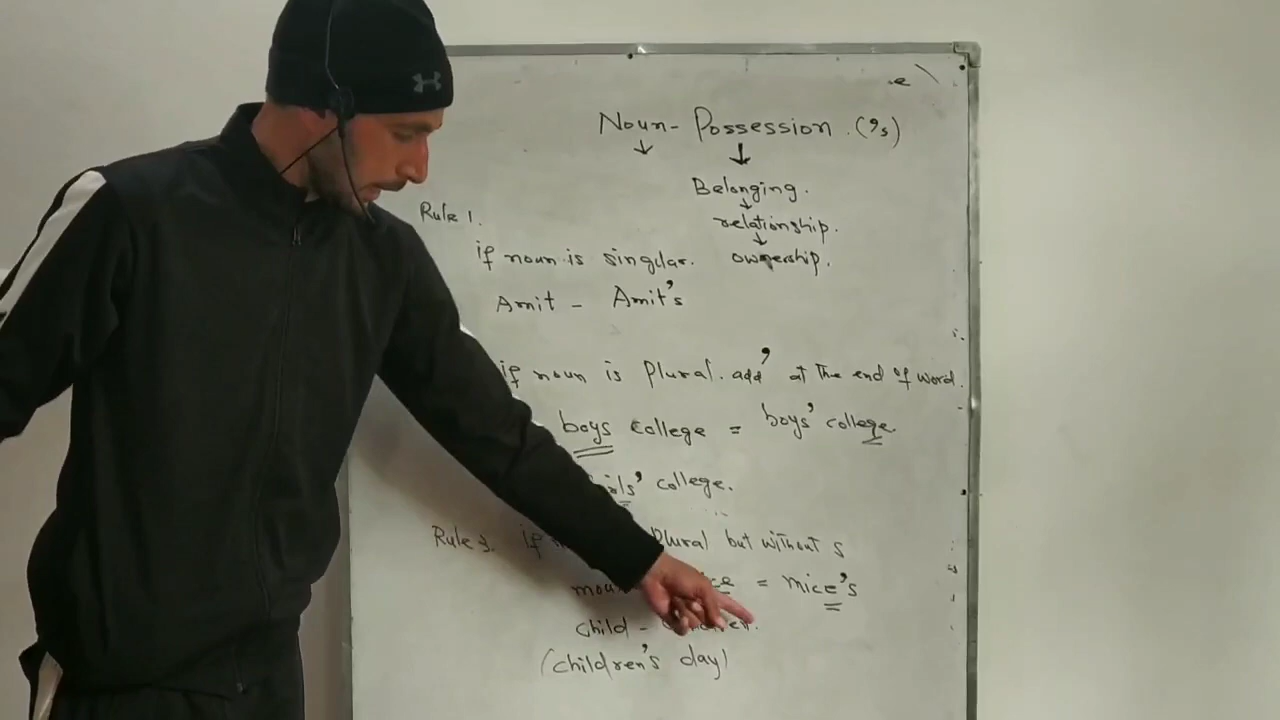 Noun - Possession. ('s)
Belonging.
Rule 1.
relationship.
if noun is singular. ownership.
Amit - Amit's
if noun is Plural. add ' at the end of word.
boys college = boys' college
college.
Rule 3. if Plural but without s
= mice's
child -
(children's day)